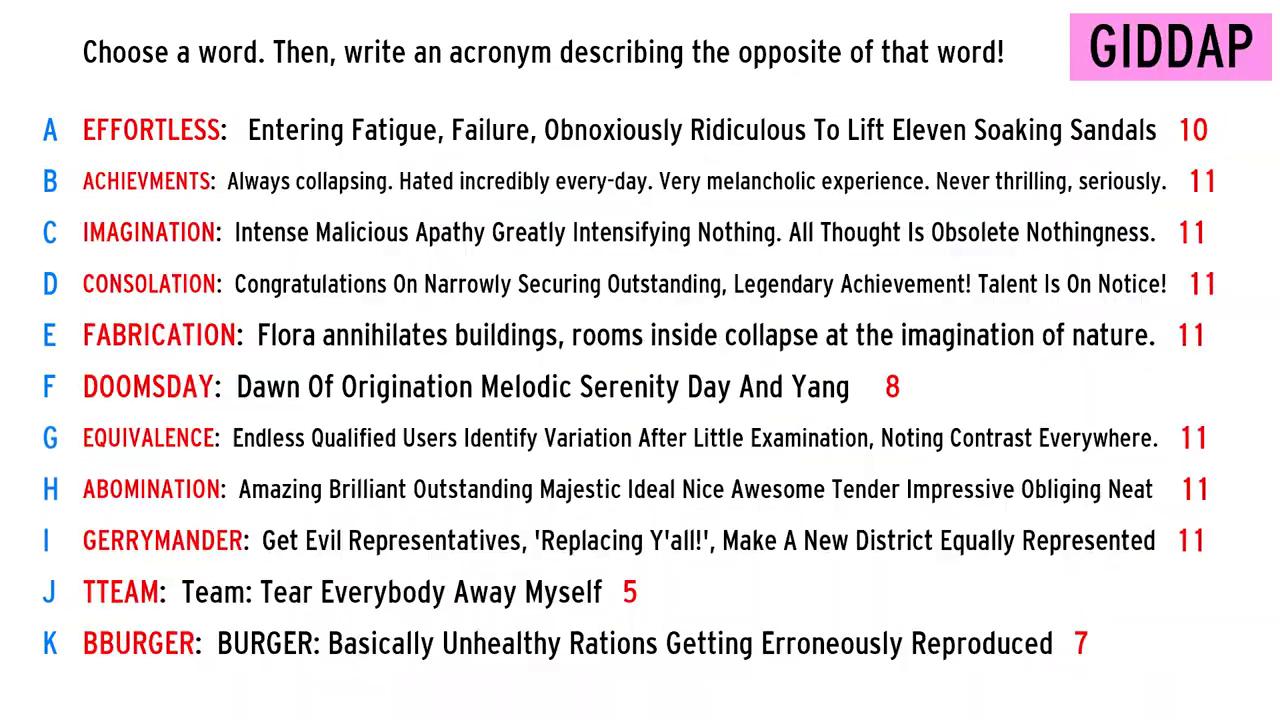 Choose a word. Then, write an acronym describing the opposite of that word!
GIDDAP
A EFFORTLESS: Entering Fatigue, Failure, Obnoxiously Ridiculous To Lift Eleven Soaking Sandals 10
B ACHIEVMENTS: Always collapsing. Hated incredibly every-day. Very melancholic experience. Never thrilling, seriously. 11
C IMAGINATION: Intense Malicious Apathy Greatly Intensifying Nothing. All Thought Is Obsolete Nothingness. 11
D CONSOLATION: Congratulations On Narrowly Securing Outstanding, Legendary Achievement! Talent Is On Notice! 11
E FABRICATION: Flora annihilates buildings, rooms inside collapse at the imagination of nature. 11
F DOOMSDAY: Dawn Of Origination Melodic Serenity Day And Yang 8
G EQUIVALENCE: Endless Qualified Users Identify Variation After Little Examination, Noting Contrast Everywhere. 11
H ABOMINATION: Amazing Brilliant Outstanding Majestic Ideal Nice Awesome Tender Impressive Obliging Neat 11
I GERRYMANDER: Get Evil Representatives, 'Replacing Y'all!', Make A New District Equally Represented 11
J TTEAM: Team: Tear Everybody Away Myself 5
K BBURGER: BURGER: Basically Unhealthy Rations Getting Erroneously Reproduced 7